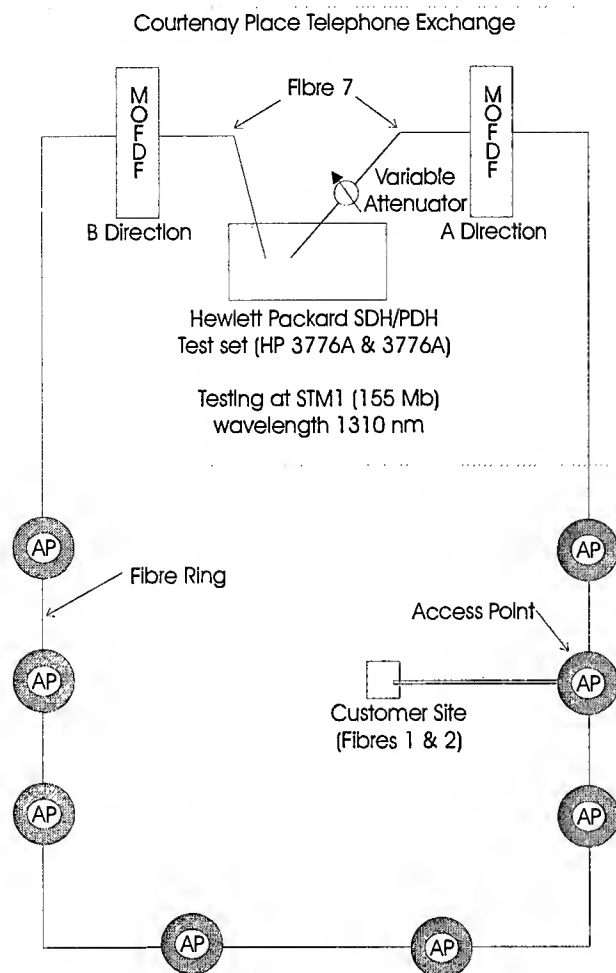 Courtenay Place Telephone Exchange
MOFDF
Fibre 7
MOFDF
Variable
Attenuator
B Direction
A Direction
Hewlett Packard SDH/PDH
Test set (HP 3776A & 3776A)
Testing at STM1 (155 Mb)
wavelength 1310 nm
AP
AP
Fibre Ring
Access Point
AP
AP
Customer Site
(Fibres 1 & 2)
AP
AP
AP
AP